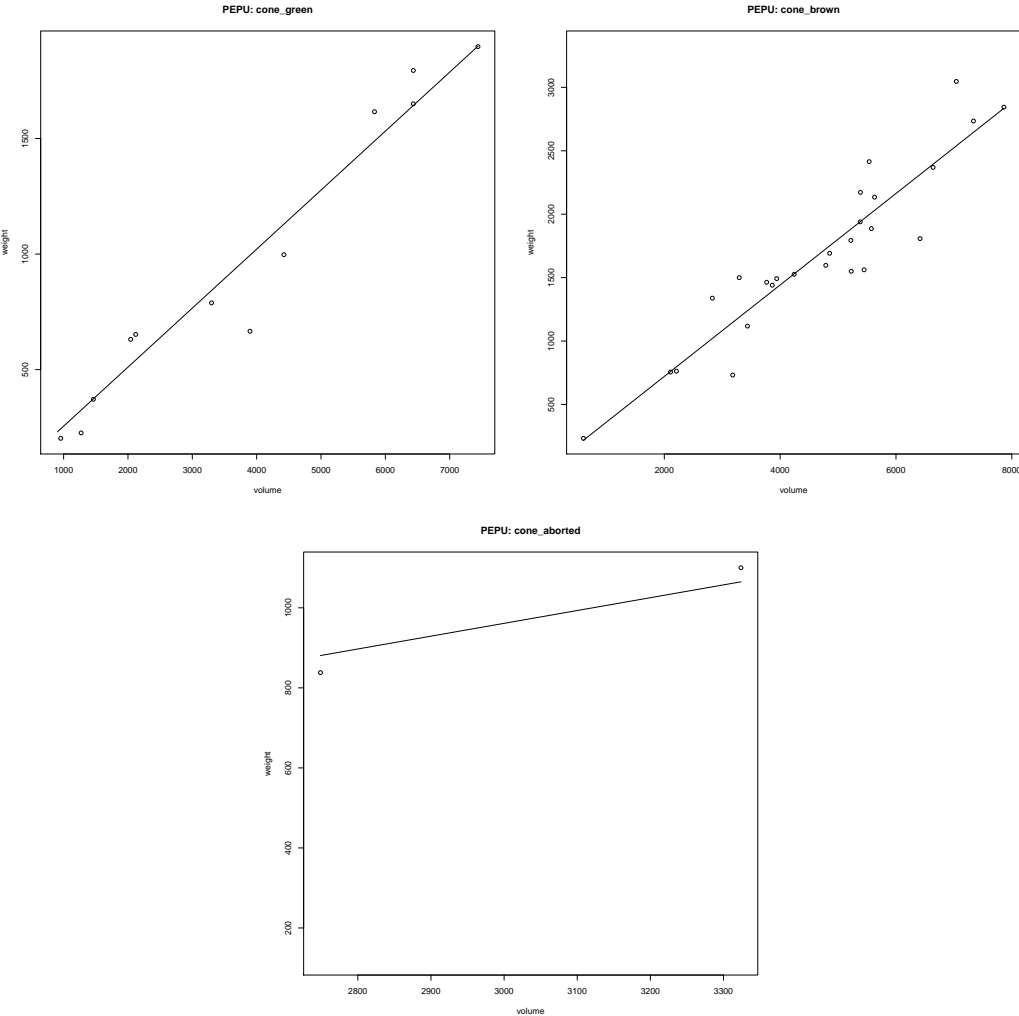 PEPU: cone_green
weight
1500
1000
500
1000 2000 3000 4000 5000 6000 7000
volume
PEPU: cone_brown
weight
3000
2500
2000
1500
1000
500
2000 4000 6000 8000
volume
PEPU: cone_aborted
weight
1000
800
600
400
200
2800 2900 3000 3100 3200 3300
volume